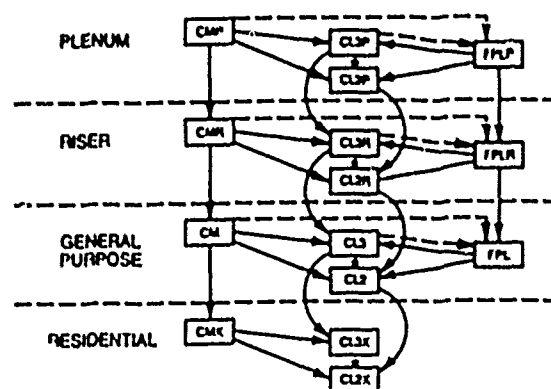 PLENUM
CMP
CL3P
CL2P
FPLP
RISER
CMR
CL3R
CL2R
FPLR
GENERAL
PURPOSE
CM
CL3
CL2
FPL
RESIDENTIAL
CMX
CL3X
CL2X